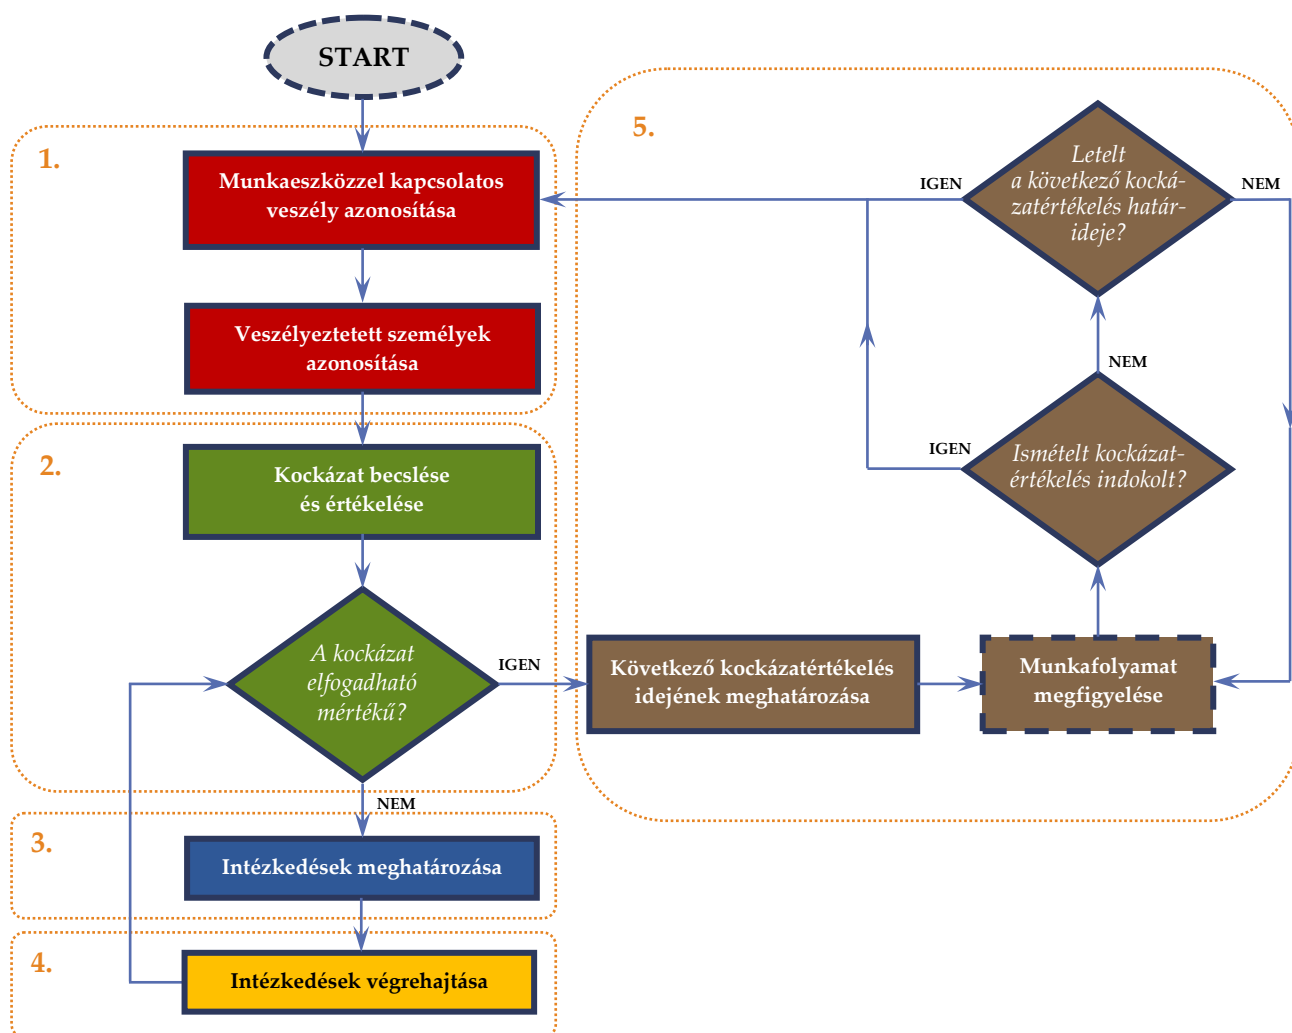 START
1.
Munkaeszközzel kapcsolatos
veszély azonosítása
Veszélyeztetett személyek
azonosítása
2.
Kockázat becslése
és értékelése
A kockázat
elfogadható
mértékű?
IGEN
NEM
3.
Intézkedések meghatározása
4.
Intézkedések végrehajtása
5.
Letelt
a következő kocká-
zatértékelés határ-
ideje?
IGEN
NEM
NEM
IGEN
Ismételt kockázat-
értékelés indokolt?
Következő kockázatértékelés
idejének meghatározása
Munkafolyamat
megfigyelése